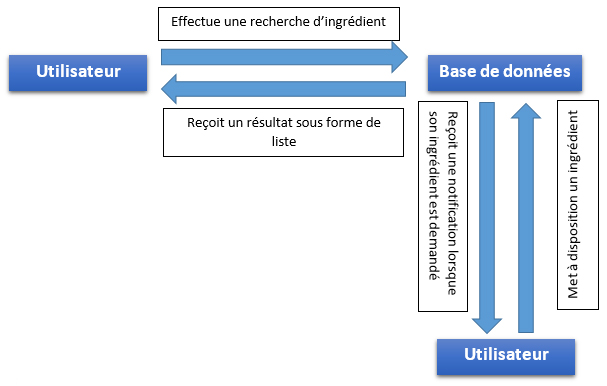 Effectue une recherche d’ingrédient
Utilisateur
Base de données
Reçoit un résultat sous forme de
liste
Reçoit une notification lorsque
son ingrédient est demandé
Met à disposition un ingrédient
Utilisateur